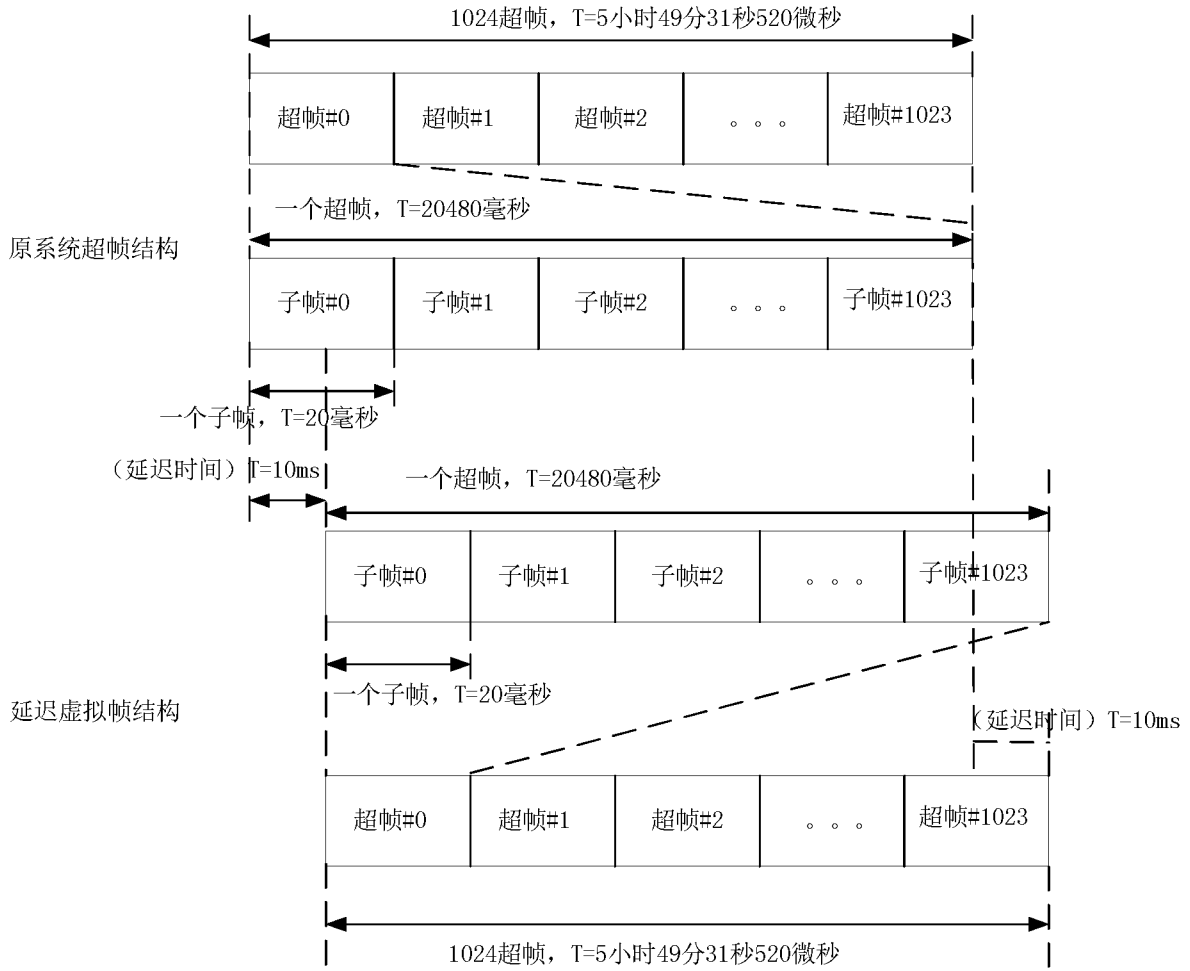 1024超帧，T=5小时49分31秒520微秒
超帧#0 超帧#1 超帧#2 。。。 超帧#1023
一个超帧，T=20480毫秒
原系统超帧结构
子帧#0 子帧#1 子帧#2 。。。 子帧#1023
一个子帧，T=20毫秒
（延迟时间）T=10ms
一个超帧，T=20480毫秒
子帧#0 子帧#1 子帧#2 。。。 子帧#1023
一个子帧，T=20毫秒
延迟虚拟帧结构
（延迟时间）T=10ms
超帧#0 超帧#1 超帧#2 。。。 超帧#1023
1024超帧，T=5小时49分31秒520微秒